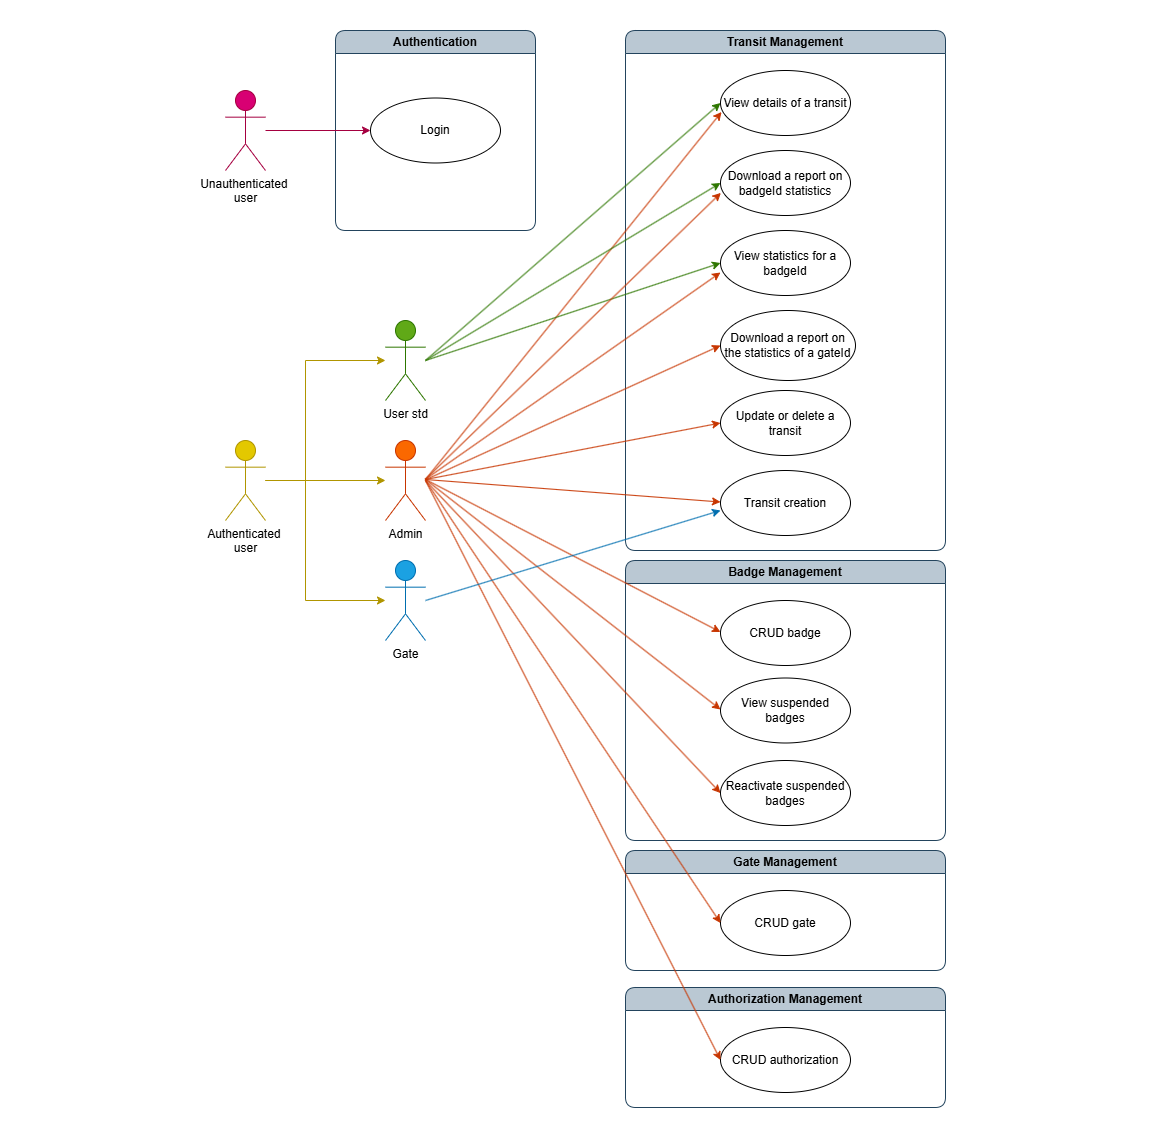 Authentication
Login
Unauthenticated
user
User std
Authenticated
user
Admin
Gate
Transit Management
View details of a transit
Download a report on
badgeId statistics
View statistics for a
badgeId
Download a report on
the statistics of a gateId
Update or delete a
transit
Transit creation
Badge Management
CRUD badge
View suspended
badges
Reactivate suspended
badges
Gate Management
CRUD gate
Authorization Management
CRUD authorization